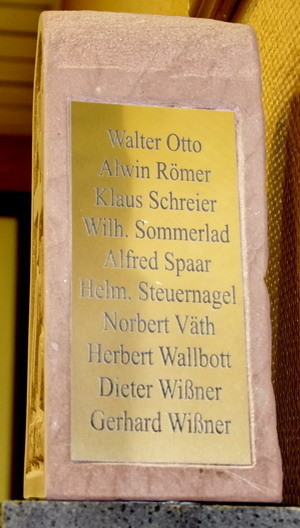 Walter Otto
Alwin Römer
Klaus Schreier
Wilh. Sommerlad
Alfred Spaar
Helm. Steuernagel
Norbert Väth
Herbert Wallbott
Dieter Wißner
Gerhard Wißner